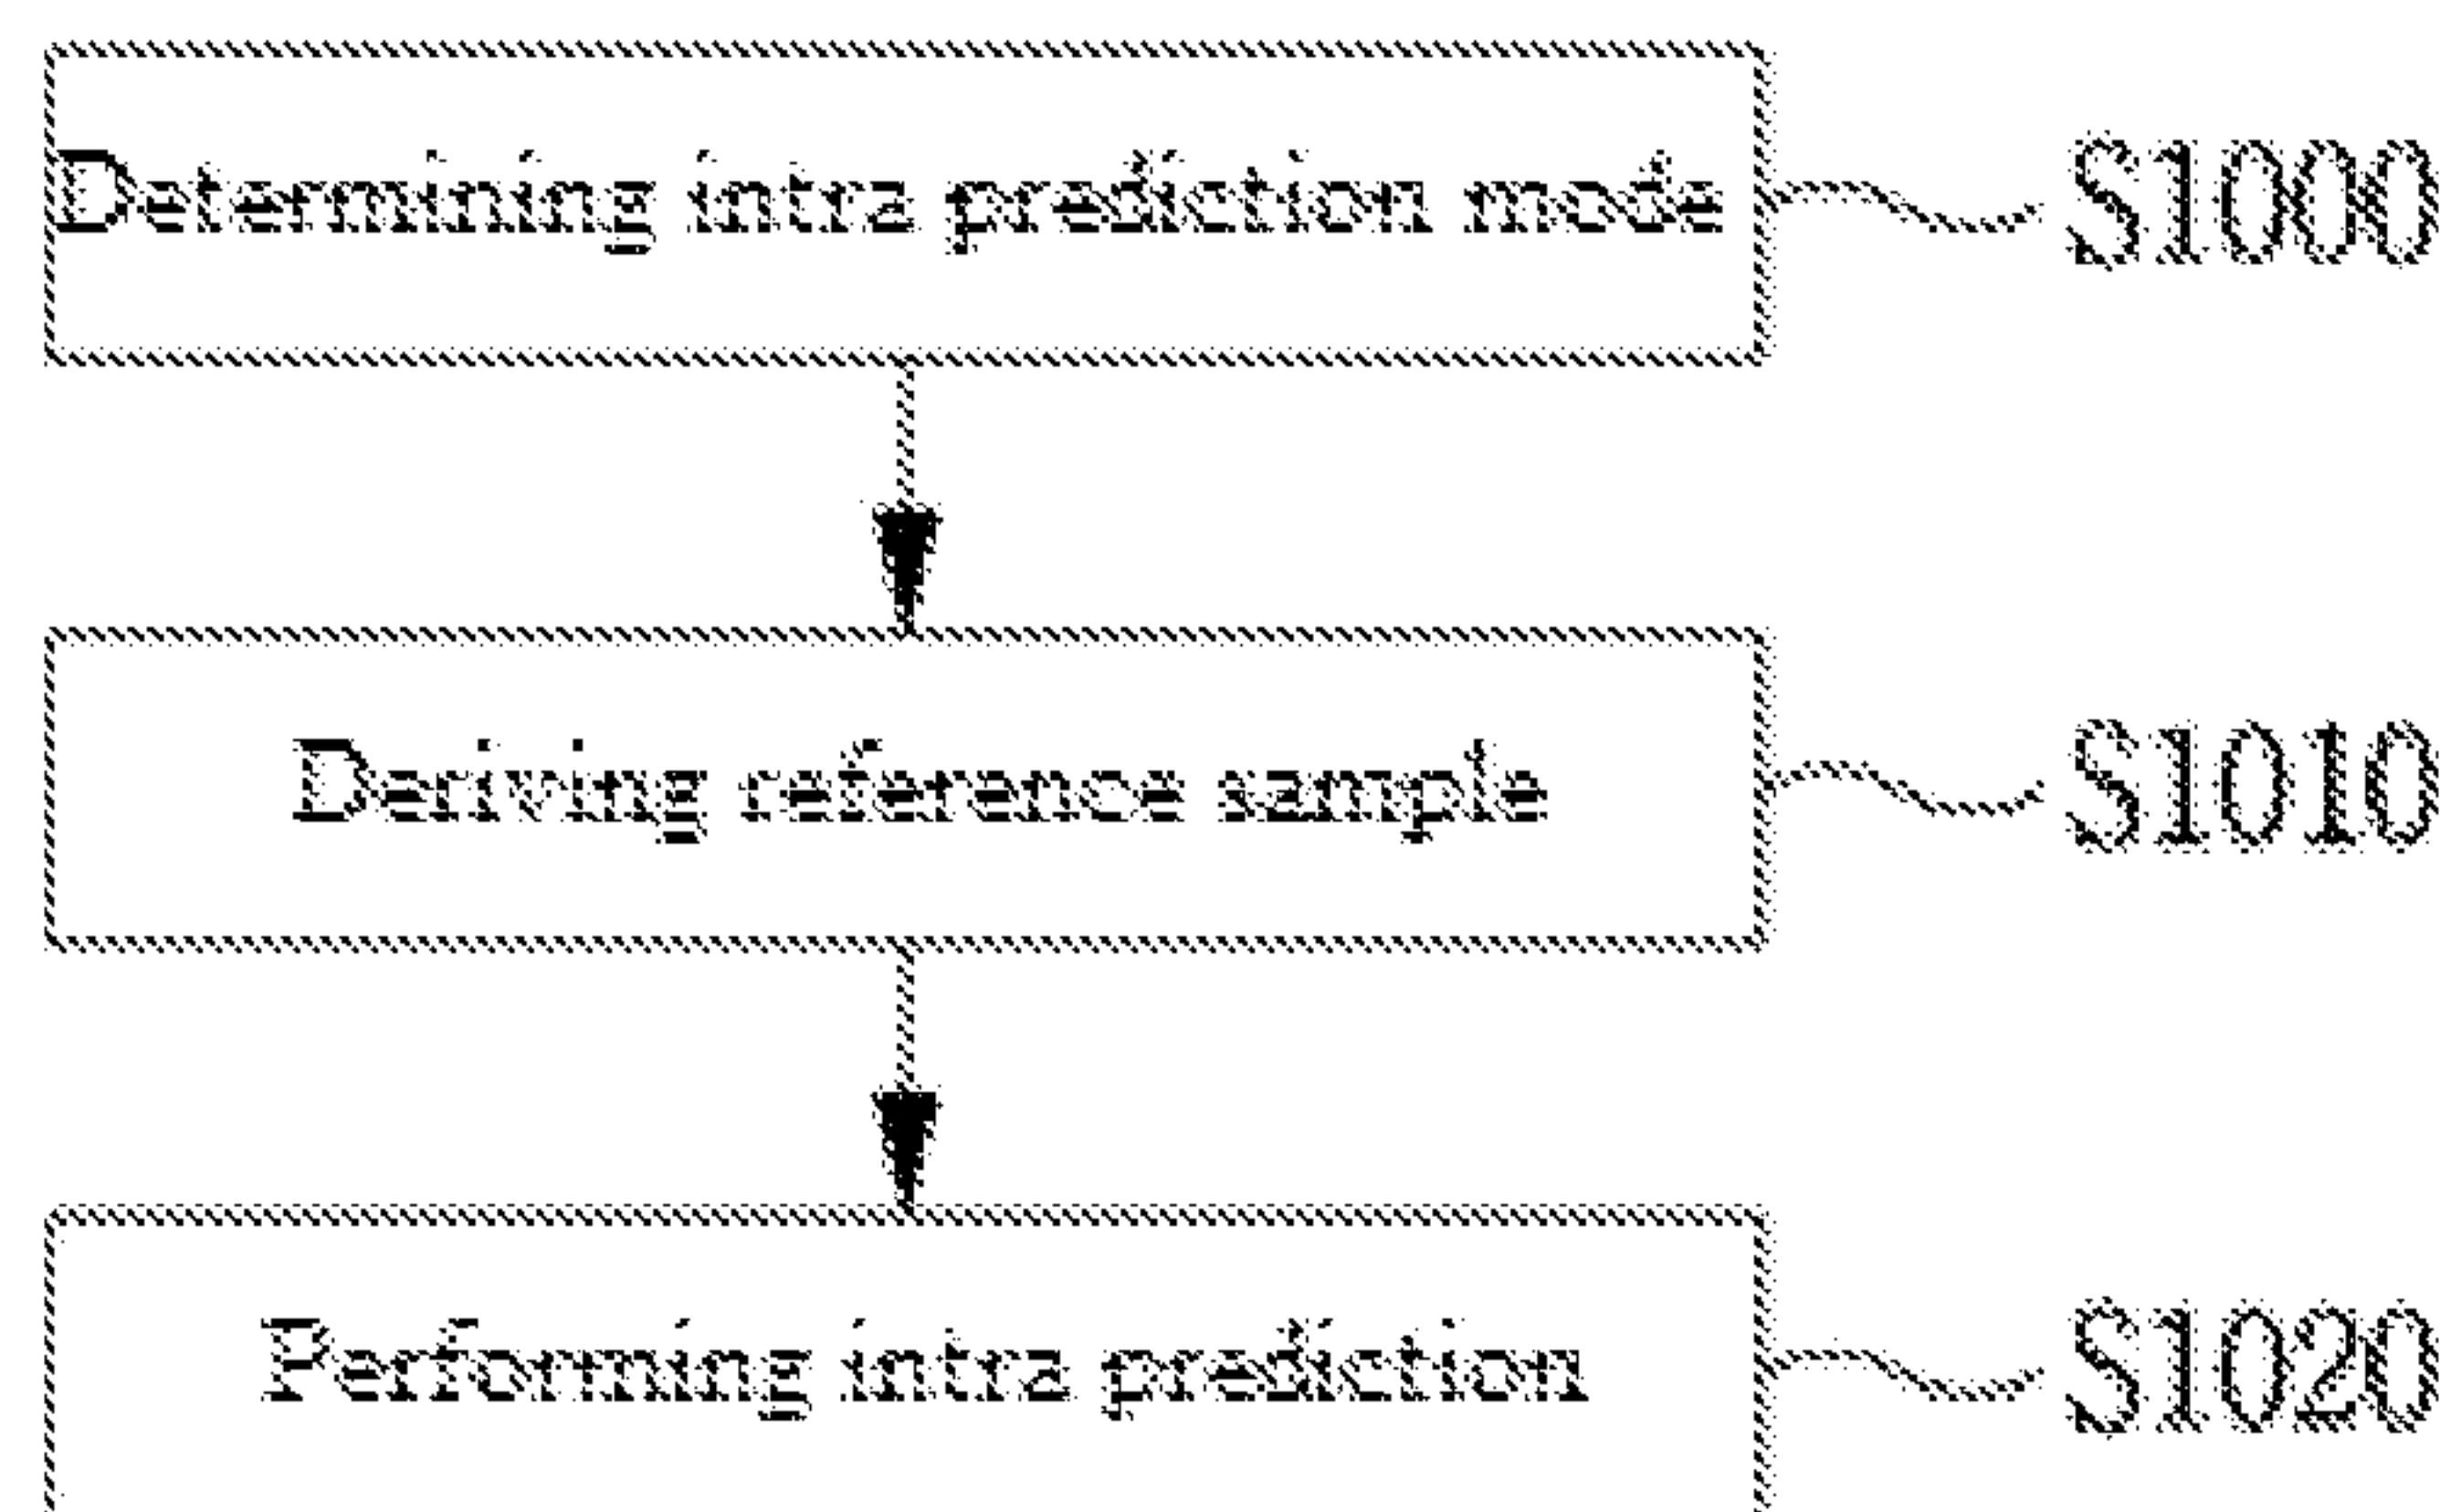 Determining intra prediction mode S1000
Deriving reference sample S1010
Performing intra prediction S1020